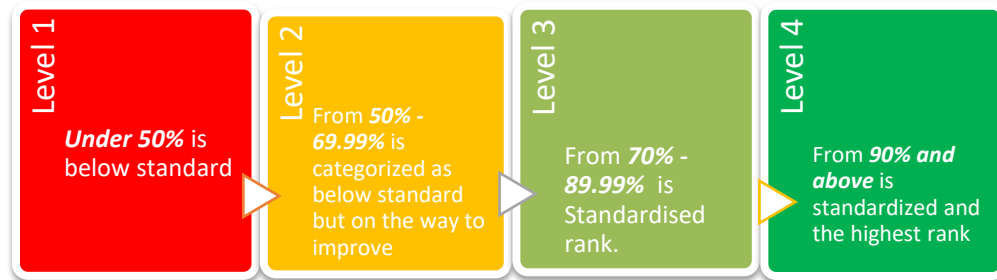 Level 1
Under 50% is
below standard
Level 2
From 50% -
69.99% is
categorized as
below standard
but on the way to
improve
Level 3
From 70% -
89.99% is
Standardised
rank.
Level 4
From 90% and
above is
standardized and
the highest rank